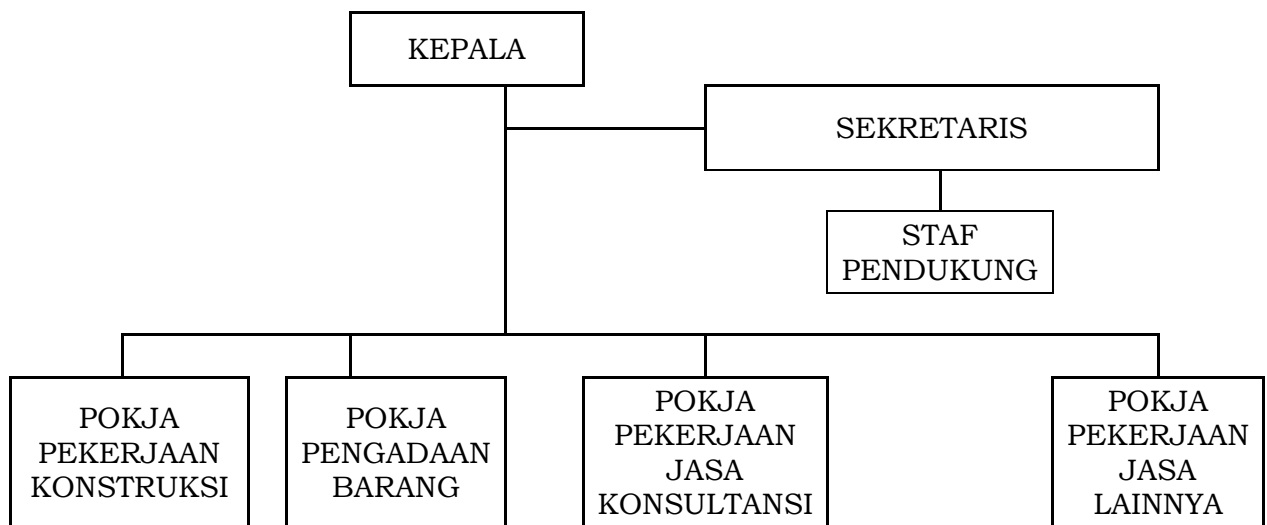 KEPALA
SEKRETARIS
STAF
PENDUKUNG
POKJA
PEKERJAAN
KONSTRUKSI
POKJA
PENGADAAN
BARANG
POKJA
PEKERJAAN
JASA
KONSULTANSI
POKJA
PEKERJAAN
JASA
LAINNYA